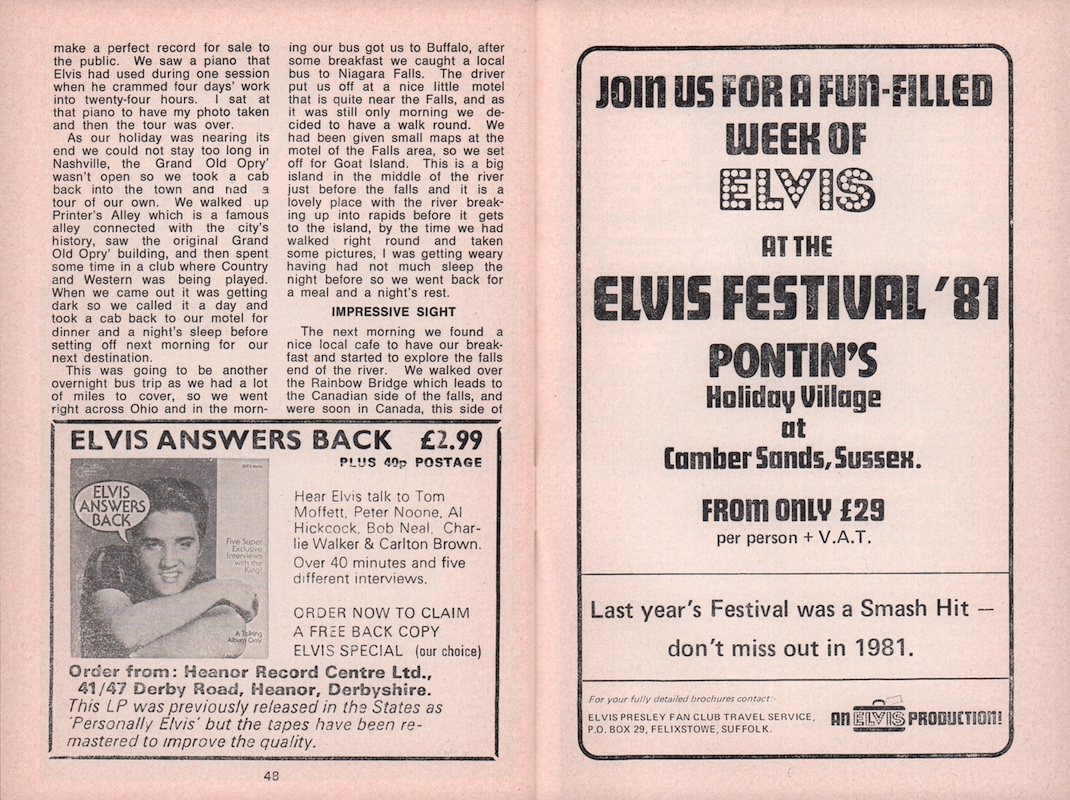 make a perfect record for sale to
the public. We saw a piano that
Elvis had used during one session
when he crammed four days' work
into twenty-four hours. I sat at
that piano to have my photo taken
and then the tour was over.
As our holiday was nearing its
end we could not stay too long in
Nashville, the Grand Old Opry'
wasn't open so we took a cab
back into the town and had a
tour of our own. We walked up
Printer's Alley which is a famous
alley connected with the city's
history, saw the original Grand
Old Opry' building, and then spent
some time in a club where Country
and Western was being played.
When we came out it was getting
dark so we called it a day and
took a cab back to our motel for
dinner and a night's sleep before
setting off next morning for our
next destination.
This was going to be another
overnight bus trip as we had a lot
of miles to cover, so we went
right across Ohio and in the morn-
ing our bus got us to Buffalo, after
some breakfast we caught a local
bus to Niagara Falls. The driver
put us off at a nice little motel
that is quite near the Falls, and as
it was still only morning we de-
cided to have a walk round. We
had been given small maps at the
motel of the Falls area, so we set
off for Goat Island. This is a big
island in the middle of the river
just before the falls and it is a
lovely place with the river break-
ing up into rapids before it gets
to the island, by the time we had
walked right round and taken
some pictures, I was getting weary
having had not much sleep the
night before so we went back for
a meal and a night's rest.
IMPRESSIVE SIGHT
The next morning we found a
nice local cafe to have our break-
fast and started to explore the falls
end of the river. We walked over
the Rainbow Bridge which leads to
the Canadian side of the falls, and
were soon in Canada, this side of
ELVIS ANSWERS BACK £2.99
PLUS 40p POSTAGE
ELVIS
ANSWERS
BACK
Five Super
Exclusive
Interviews
with the
King!
A Talking
Album Only
Hear Elvis talk to Tom
Moffett, Peter Noone, Al
Hickcock, Bob Neal, Char-
lie Walker & Carlton Brown.
Over 40 minutes and five
different interviews.
ORDER NOW TO CLAIM
A FREE BACK COPY
ELVIS SPECIAL (our choice)
Order from: Heanor Record Centre Ltd.,
41/47 Derby Road, Heanor, Derbyshire.
This LP was previously released in the States as
'Personally Elvis' but the tapes have been re-
mastered to improve the quality.
48
JOIN US FOR A FUN-FILLED
WEEK OF
ELVIS
AT THE
ELVIS FESTIVAL '81
PONTIN'S
Holiday Village
at
Camber Sands, Sussex.
FROM ONLY £29
per person + V.A.T.
Last year's Festival was a Smash Hit —
don't miss out in 1981.
For your fully detailed brochures contact:-
ELVIS PRESLEY FAN CLUB TRAVEL SERVICE,
P.O. BOX 29, FELIXSTOWE, SUFFOLK.
AN ELVIS PRODUCTION!